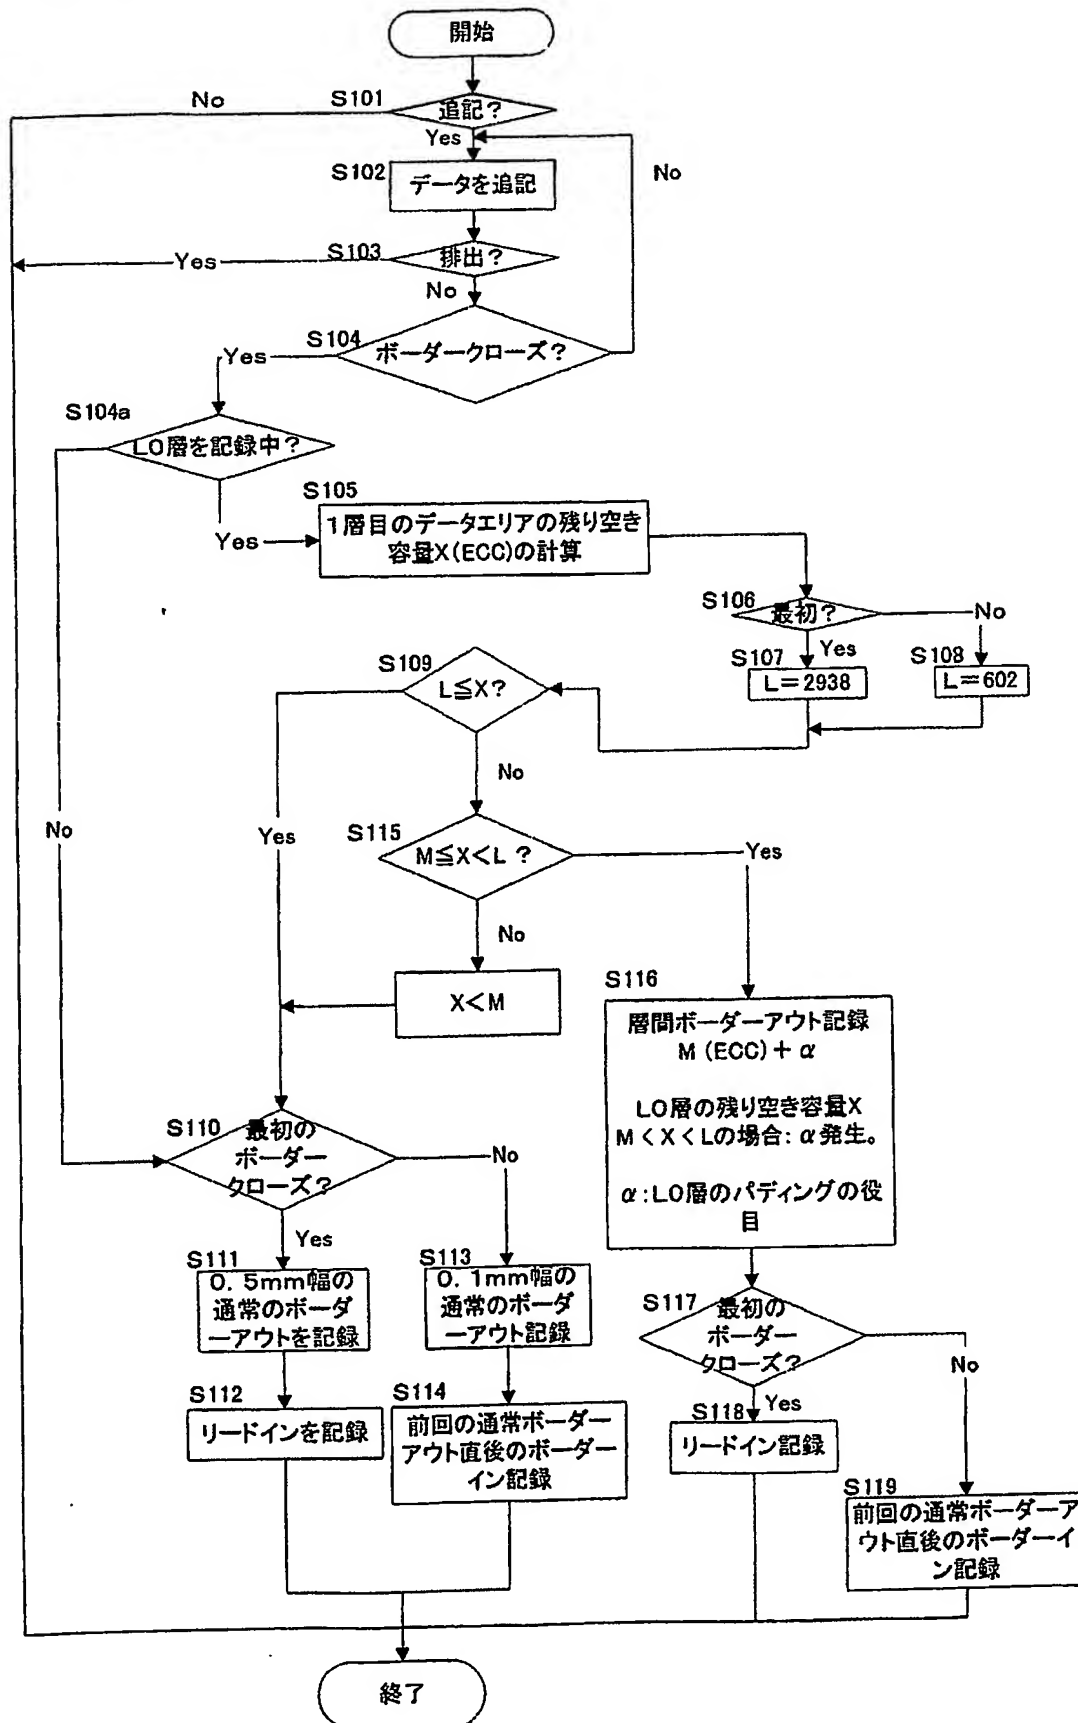 開始
No
S101
追記?
Yes
S102
データを追記
No
S103
排出?
Yes
No
S104
ボーダークローズ?
Yes
S104a
L0層を記録中?
S105
1層目のデータエリアの残り空き
容量X(ECC)の計算
Yes
S106
最初?
No
Yes
S107
L=2938
S108
L=602
S109
L≦X?
No
No
Yes
S115
M≦X<L ?
Yes
No
X<M
S116
層間ボーダーアウト記録
M (ECC) + α
L0層の残り空き容量X
M<X<Lの場合: α発生。
α:L0層のパディングの役
目
S110
最初の
ボーダー
クローズ?
No
Yes
S111
0. 5mm幅の
通常のボーダ
ーアウトを記録
S113
0. 1mm幅の
通常のボーダ
ーアウト記録
S117
最初の
ボーダー
クローズ?
No
Yes
S112
リードインを記録
S114
前回の通常ボーダー
アウト直後のボーダー
イン記録
S118
リードイン記録
S119
前回の通常ボーダーア
ウト直後のボーダーイ
ン記録
終了